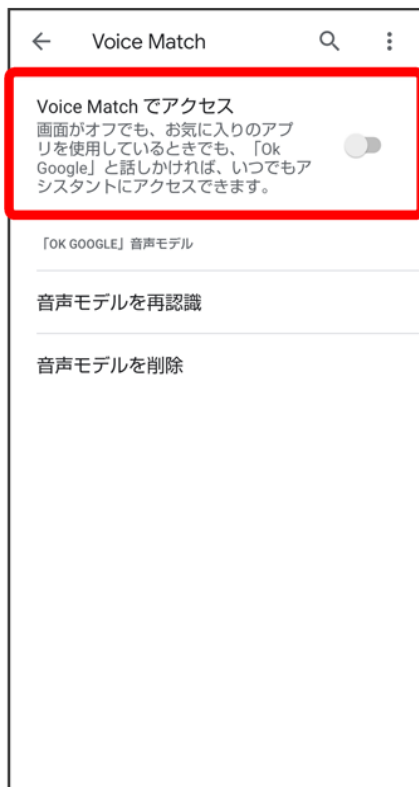 Voice Match
Voice Match でアクセス
画面がオフでも、お気に入りのアプ
リを使用しているときでも、「Ok
Google」と話しかければ、いつでもア
シスタントにアクセスできます。
「OK GOOGLE」音声モデル
音声モデルを再認識
音声モデルを削除